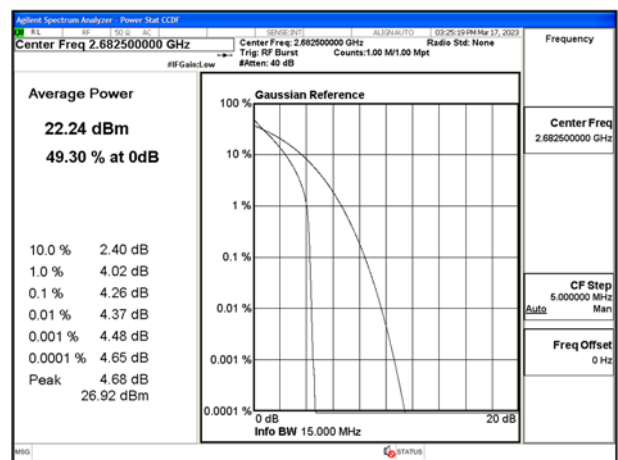 Agilent Spectrum Analyzer - Power Stat CCDF
RL RF 50 Ω AC SENSE:INT ALIGNAUTO 03:25:19 PM Mar 17, 2023
Center Freq 2.682500000 GHz
Center Freq: 2.682500000 GHz Radio Std: None
Trig: RF Burst Counts:1.00 M/1.00 Mpt
#IFGain:Low #Atten: 40 dB
Frequency
Average Power
22.24 dBm
49.30 % at 0dB
10.0 % 2.40 dB
1.0 % 4.02 dB
0.1 % 4.26 dB
0.01 % 4.37 dB
0.001 % 4.48 dB
0.0001 % 4.65 dB
Peak 4.68 dB
26.92 dBm
Gaussian Reference
100 %
10 %
1 %
0.1 %
0.01 %
0.001 %
0.0001 %
0 dB 20 dB
Info BW 15.000 MHz
Center Freq
2.682500000 GHz
CF Step
5.000000 MHz
Auto Man
Freq Offset
0 Hz
MSG STATUS